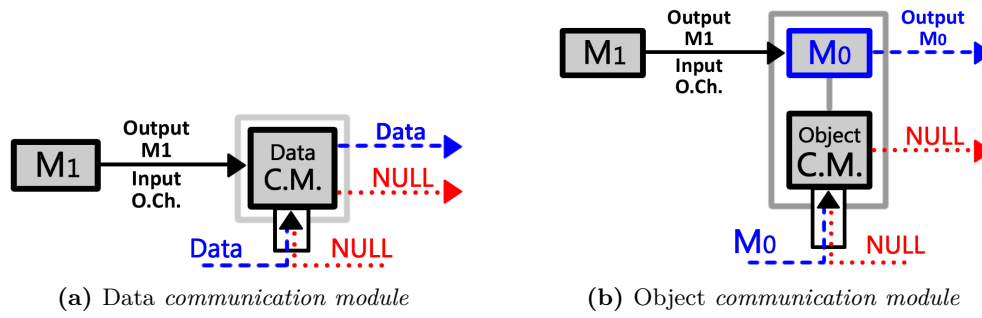 M1
Output
M1
Input
O.Ch.
Data
C.M.
Data
NULL
Data
NULL
(a) Data communication module
M1
Output
M1
Input
O.Ch.
M0
Output
M0
Object
C.M.
NULL
M0
NULL
(b) Object communication module